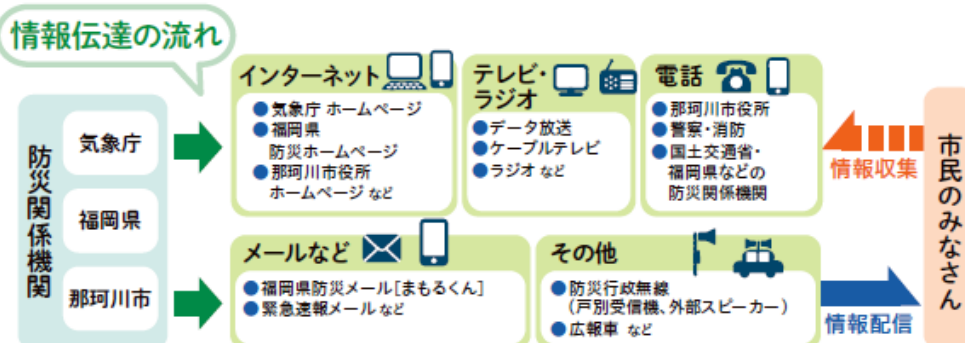 情報伝達の流れ
防災関係機関
気象庁
福岡県
那珂川市
インターネット
●気象庁 ホームページ
●福岡県
防災ホームページ
●那珂川市役所
ホームページ など
テレビ・
ラジオ
●データ放送
●ケーブルテレビ
●ラジオ など
電話
●那珂川市役所
●警察・消防
●国土交通省・
福岡県などの
防災関係機関
情報収集
メールなど
●福岡県防災メール[まもるくん]
●緊急速報メール など
その他
●防災行政無線
(戸別受信機、外部スピーカー)
●広報車 など
情報配信
市民のみなさん